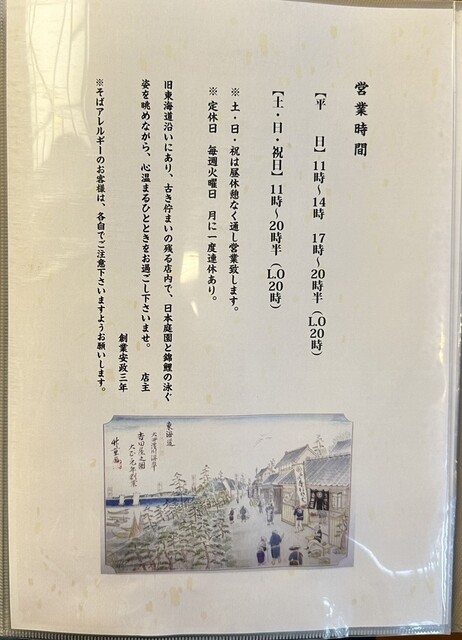 営業時間
【平　日】11時～14時　17時～20時半（L.O 20時）
【土・日・祝日】11時～20時半（L.O 20時）
※土・日・祝は昼休憩なく通し営業致します。
※定休日　毎週火曜日　月に一度連休あり。
旧東海道沿いにあり、古き佇まいの残る店内で、日本庭園と錦鯉の泳ぐ
姿を眺めながら、心温まるひとときをお過ごし下さいませ。　店主
創業安政三年
※そばアレルギーのお客様は、各自でご注意下さいますようお願いします。
東海道